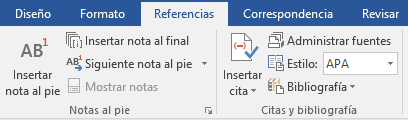 Diseño Formato Referencias Correspondencia Revisar
AB1
Insertar nota al pie
Insertar nota al final
AB1 Siguiente nota al pie
Mostrar notas
Notas al pie
Insertar cita
Administrar fuentes
Estilo: APA
Bibliografía
Citas y bibliografía